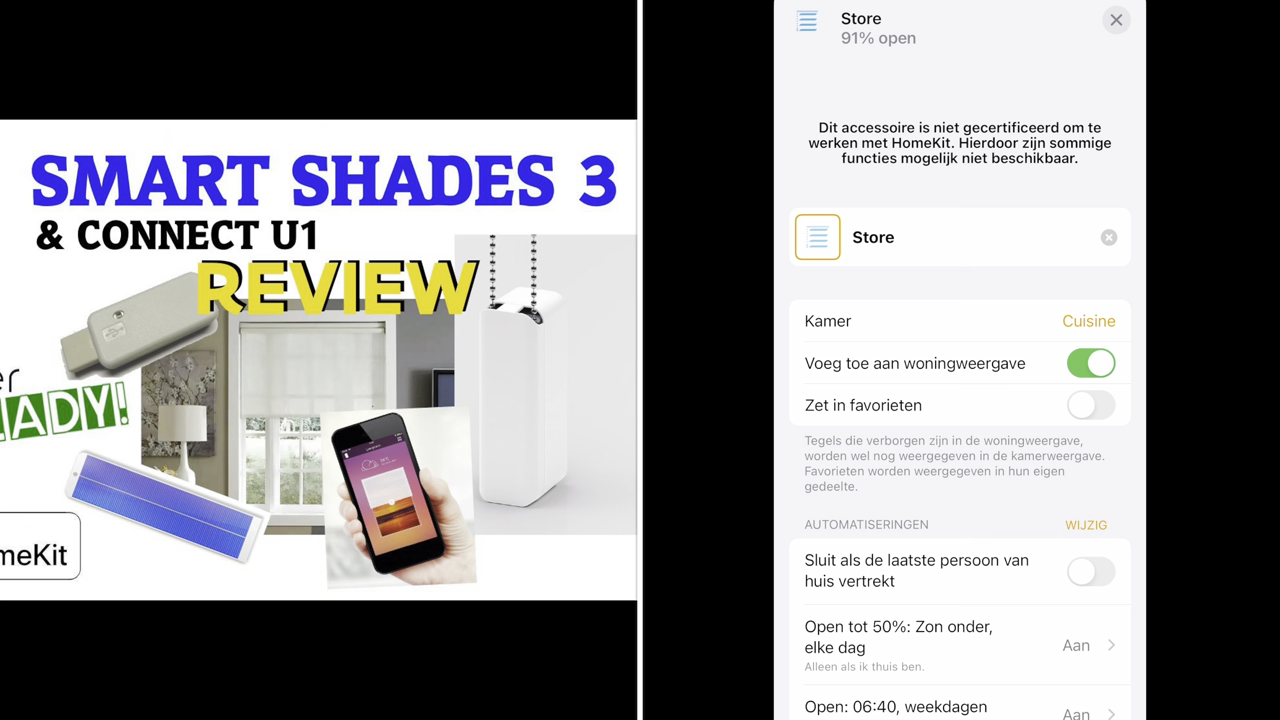 SMART SHADES 3
& CONNECT U1
REVIEW
er
ADY!
meKit
Store
91% open
Dit accessoire is niet gecertificeerd om te
werken met HomeKit. Hierdoor zijn sommige
functies mogelijk niet beschikbaar.
Store
Kamer
Cuisine
Voeg toe aan woningweergave
Zet in favorieten
Tegels die verborgen zijn in de woningweergave,
worden wel nog weergegeven in de kamerweergave.
Favorieten worden weergegeven in hun eigen
gedeelte.
AUTOMATISERINGEN
WIJZIG
Sluit als de laatste persoon van
huis vertrekt
Open tot 50%: Zon onder,
elke dag
Aan
Alleen als ik thuis ben.
Open: 06:40, weekdagen
Aan